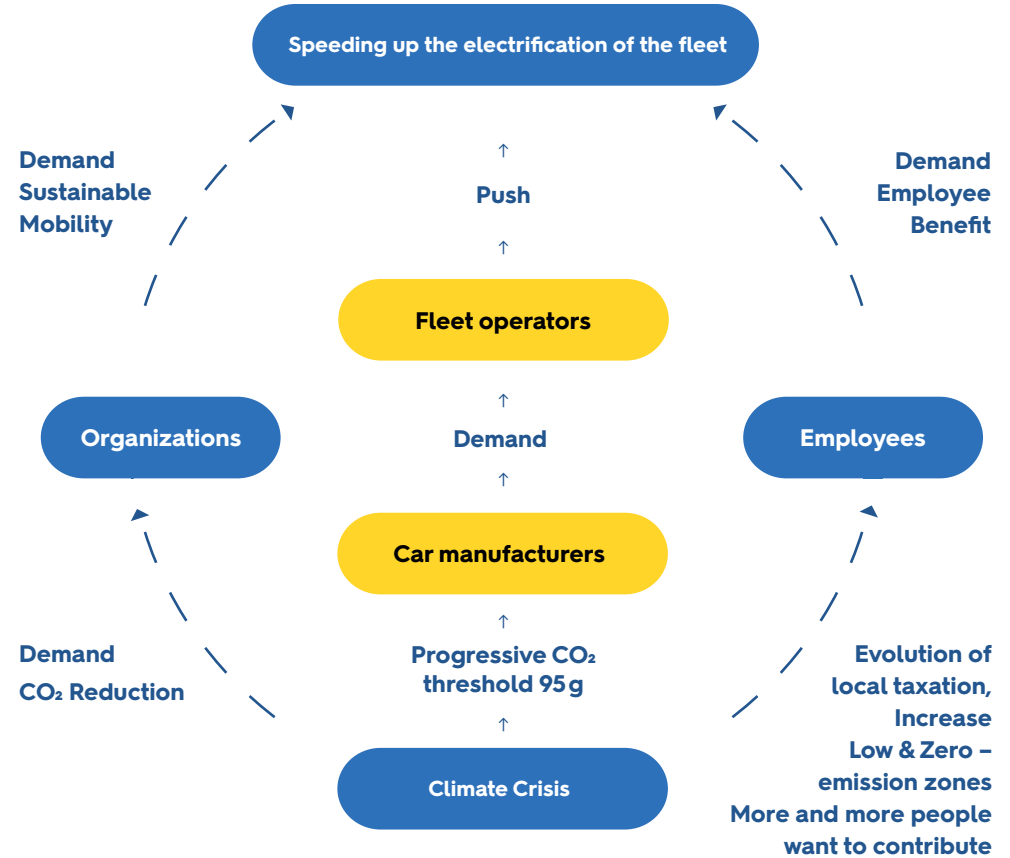 Speeding up the electrification of the fleet
Demand
Sustainable
Mobility
↑
Push
↑
Demand
Employee
Benefit
Fleet operators
Organizations
↑
Demand
↑
Employees
Car manufacturers
↑
Demand
CO₂ Reduction
Progressive CO₂
threshold 95 g
↑
Evolution of
local taxation,
Increase
Low & Zero –
emission zones
More and more people
want to contribute
Climate Crisis